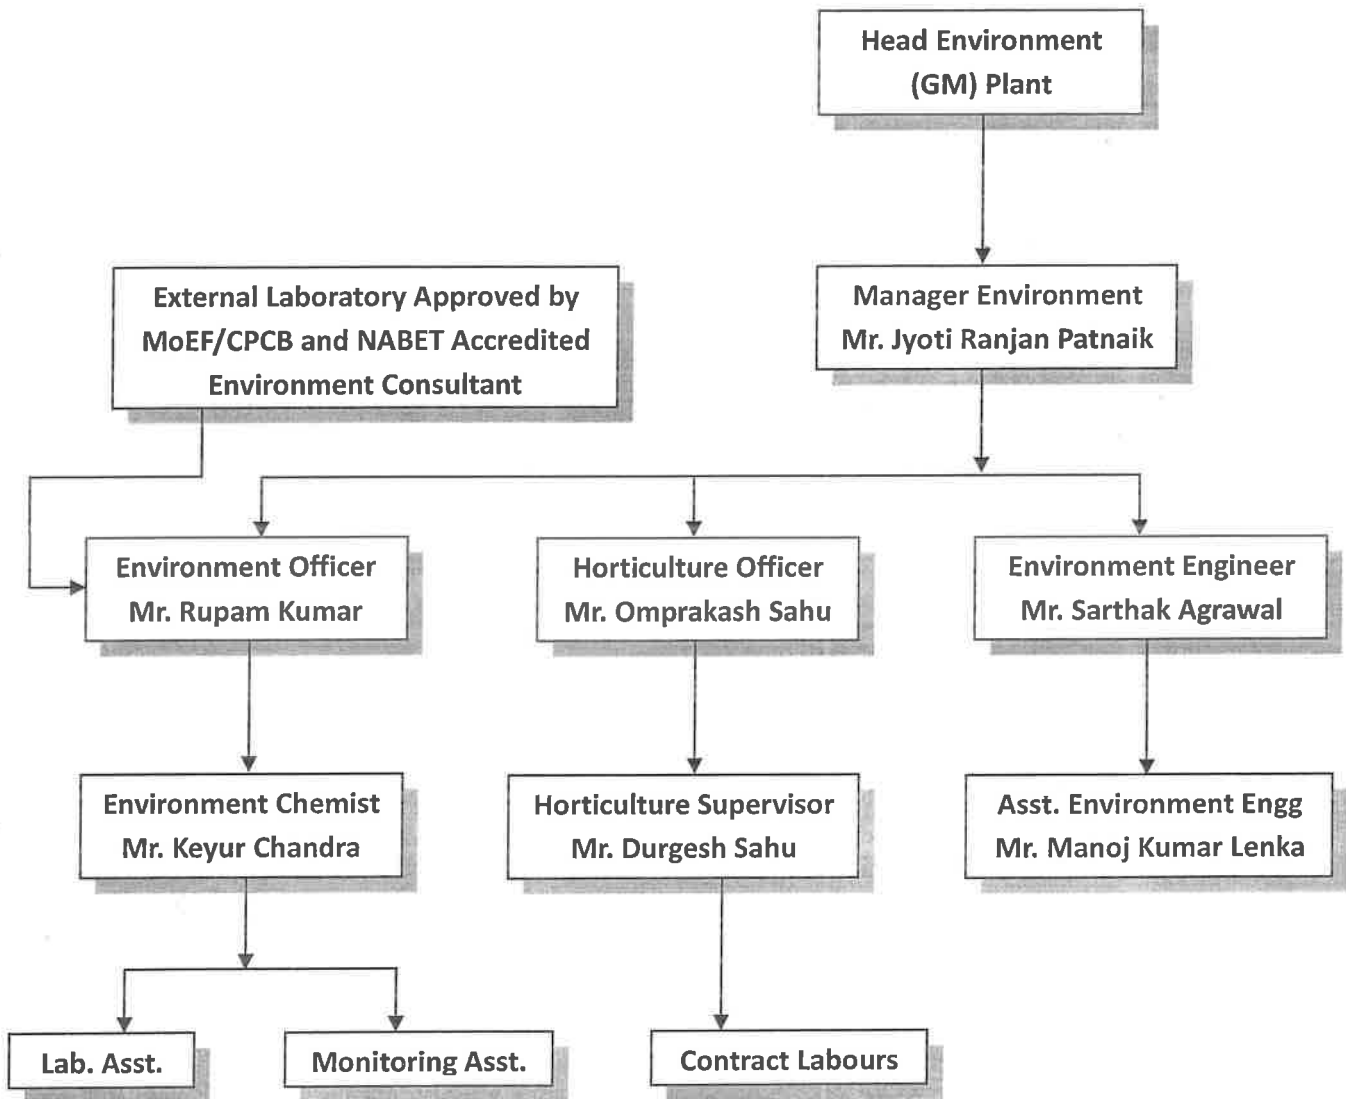 Head Environment
(GM) Plant
External Laboratory Approved by
MoEF/CPCB and NABET Accredited
Environment Consultant
Manager Environment
Mr. Jyoti Ranjan Patnaik
Environment Officer
Mr. Rupam Kumar
Horticulture Officer
Mr. Omprakash Sahu
Environment Engineer
Mr. Sarthak Agrawal
Environment Chemist
Mr. Keyur Chandra
Horticulture Supervisor
Mr. Durgesh Sahu
Asst. Environment Engg
Mr. Manoj Kumar Lenka
Lab. Asst.
Monitoring Asst.
Contract Labours